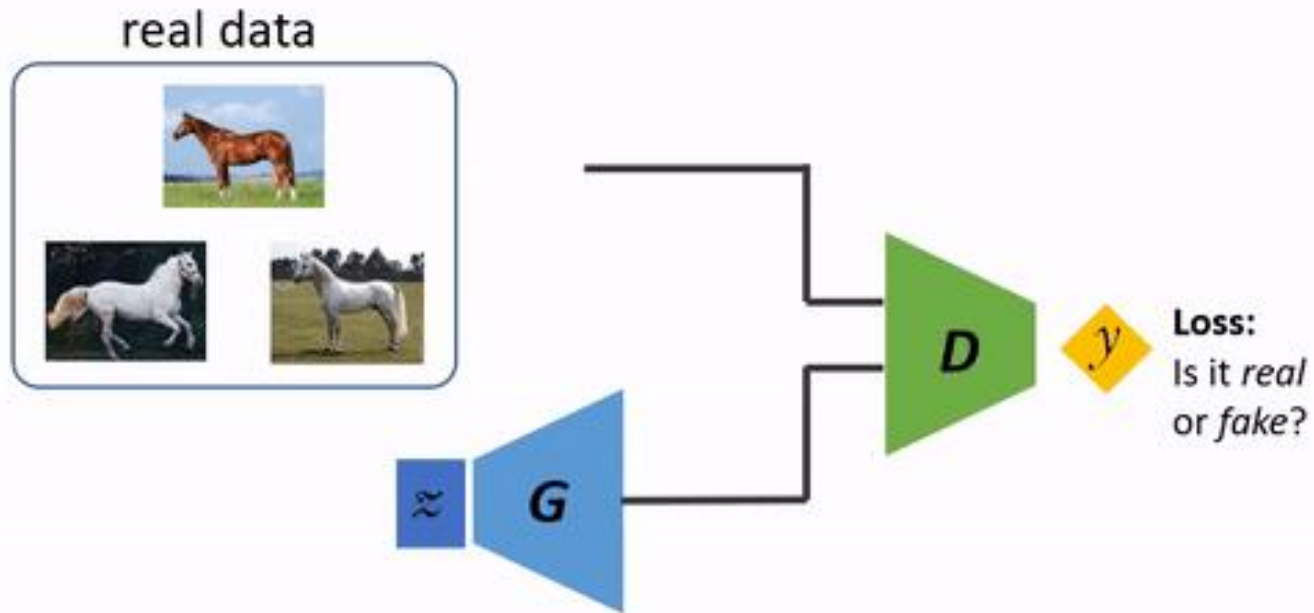 real data
D
y
Loss:
Is it real
or fake?
z
G